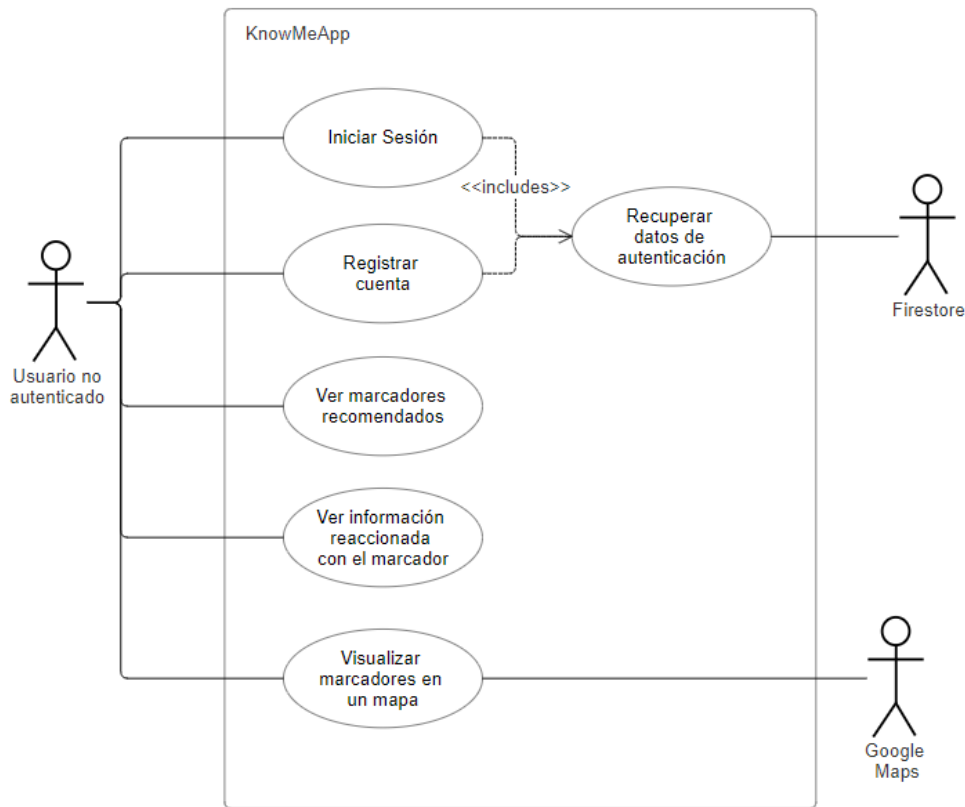 KnowMeApp
Iniciar Sesión
<<includes>>
Recuperar
datos de
autenticación
Firestore
Registrar
cuenta
Usuario no
autenticado
Ver marcadores
recomendados
Ver información
reaccionada
con el marcador
Visualizar
marcadores en
un mapa
Google
Maps